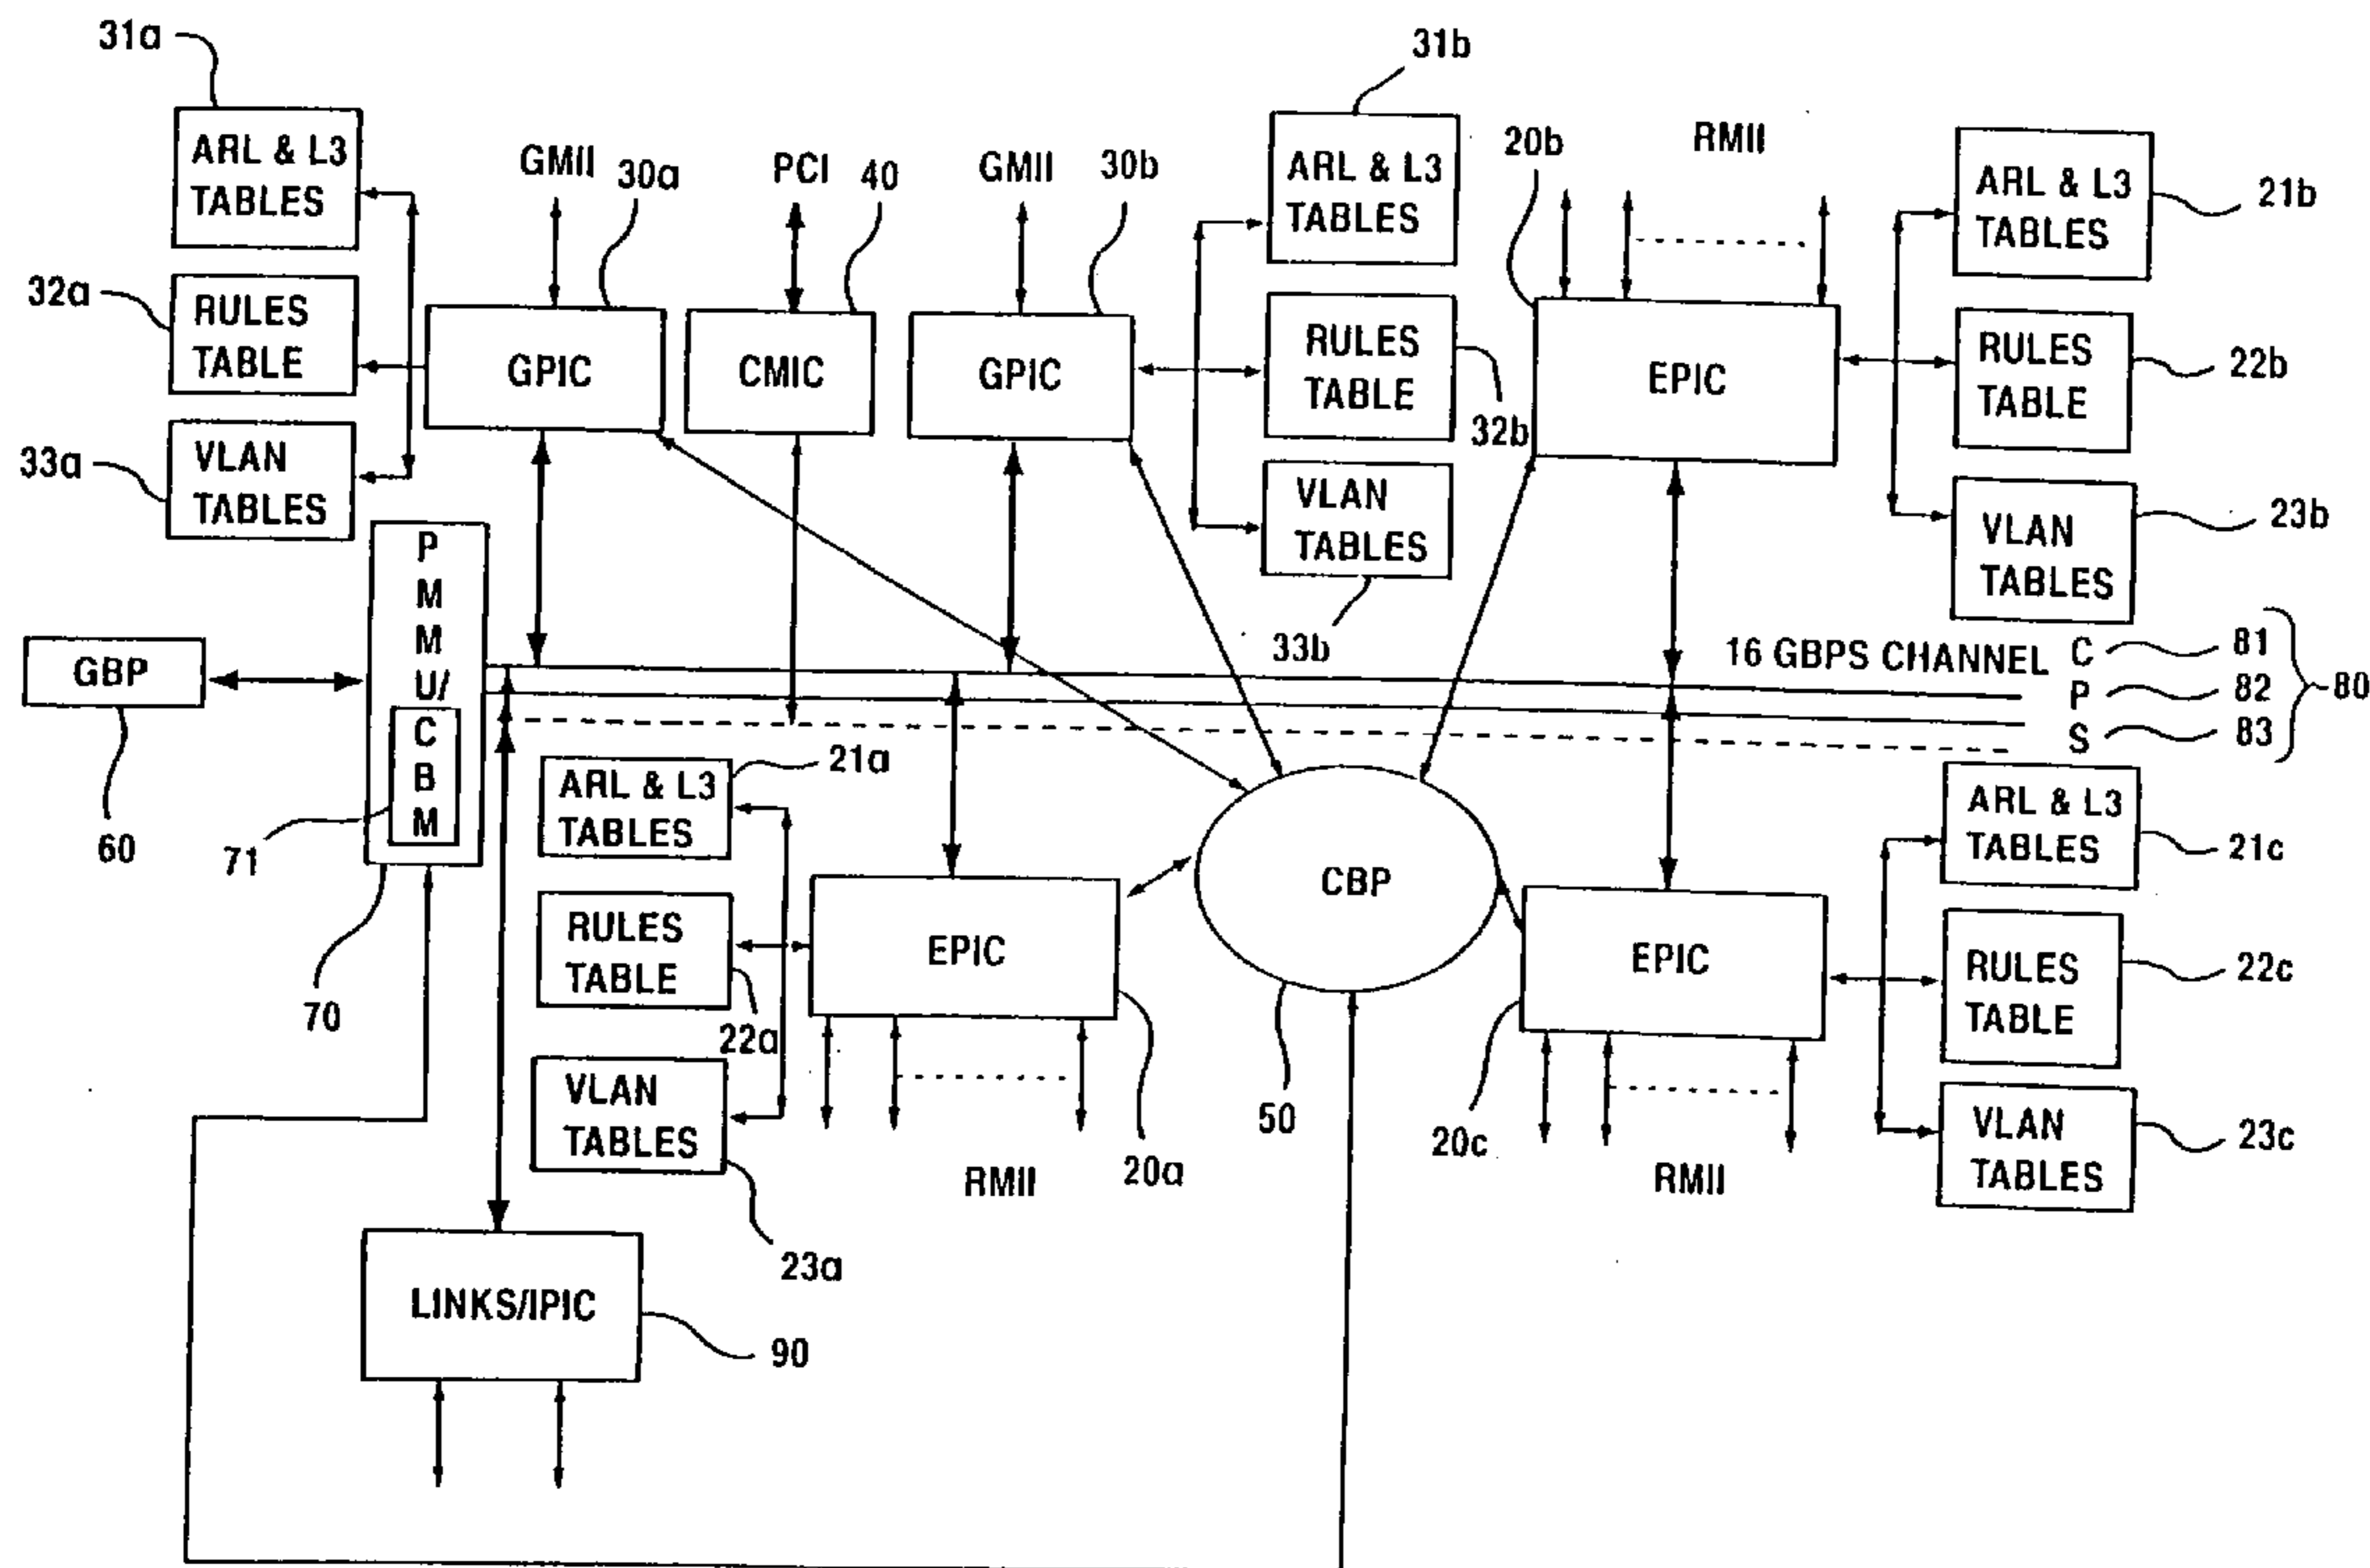 31a
31b
ARL & L3
TABLES
GMII
30a
PCI
40
GMII
30b
ARL & L3
TABLES
20b
RMII
ARL & L3
TABLES
21b
32a
RULES
TABLE
GPIC
CMIC
GPIC
RULES
TABLE
32b
EPIC
RULES
TABLE
22b
33a
VLAN
TABLES
VLAN
TABLES
33b
VLAN
TABLES
23b
GBP
60
P
M
M
U/
C
B
M
71
70
16 GBPS CHANNEL
C
81
P
82
S
83
80
ARL & L3
TABLES
21a
RULES
TABLE
22a
VLAN
TABLES
23a
EPIC
20a
RMII
CBP
50
EPIC
20c
RMII
ARL & L3
TABLES
21c
RULES
TABLE
22c
VLAN
TABLES
23c
LINKS/IPIC
90